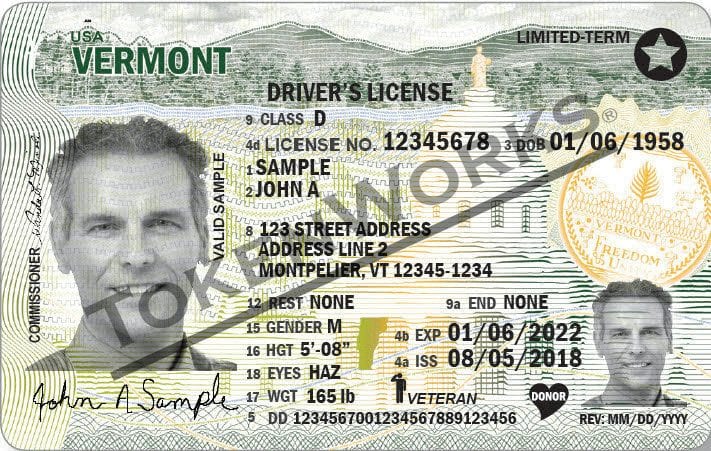 USA
VERMONT
LIMITED-TERM
DRIVER'S LICENSE
9 CLASS D
4d LICENSE NO. 12345678 3 DOB 01/06/1958
1 SAMPLE
2 JOHN A
8 123 STREET ADDRESS
ADDRESS LINE 2
MONTPELIER, VT 12345-1234
12 REST NONE 9a END NONE
15 GENDER M
4b EXP 01/06/2022
16 HGT 5'-08"
4a ISS 08/05/2018
18 EYES HAZ
17 WGT 165 lb
VETERAN
DONOR
5 DD 1234567001234567889123456
REV: MM/DD/YYYY
COMMISSIONER
VALID SAMPLE
John A Sample
TOKENWORKS®
VERMONT
FREEDOM